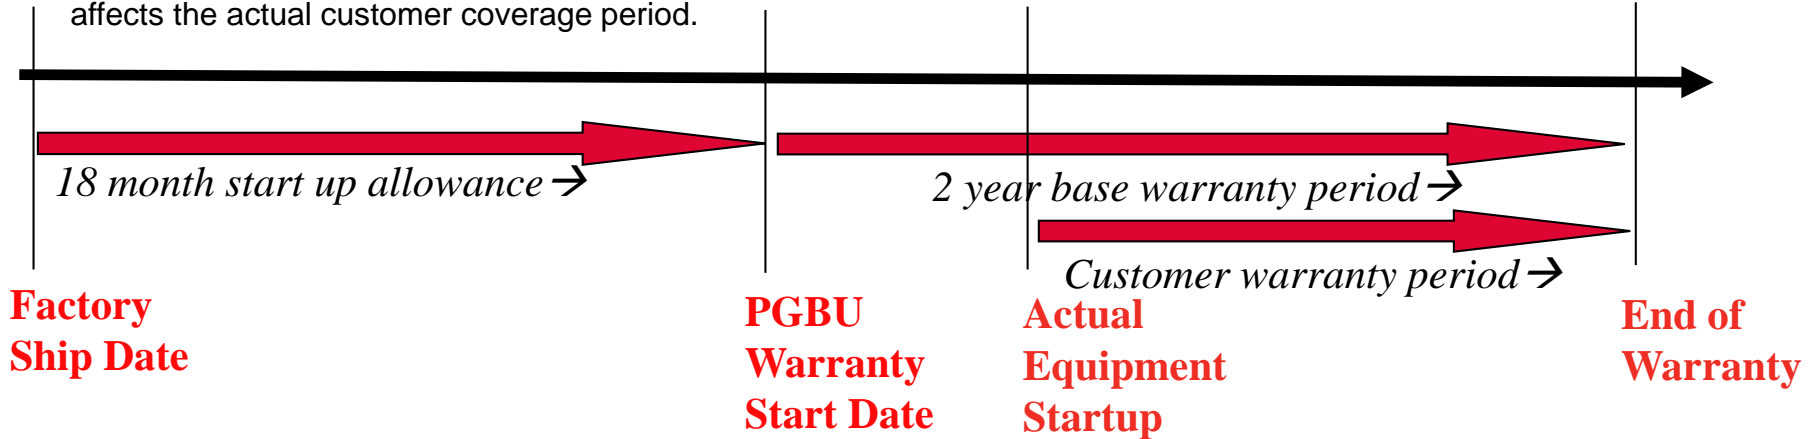 affects the actual customer coverage period.
18 month start up allowance→
2 year base warranty period→
Customer warranty period→
Factory
Ship Date
PGBU
Warranty
Start Date
Actual
Equipment
Startup
End of
Warranty